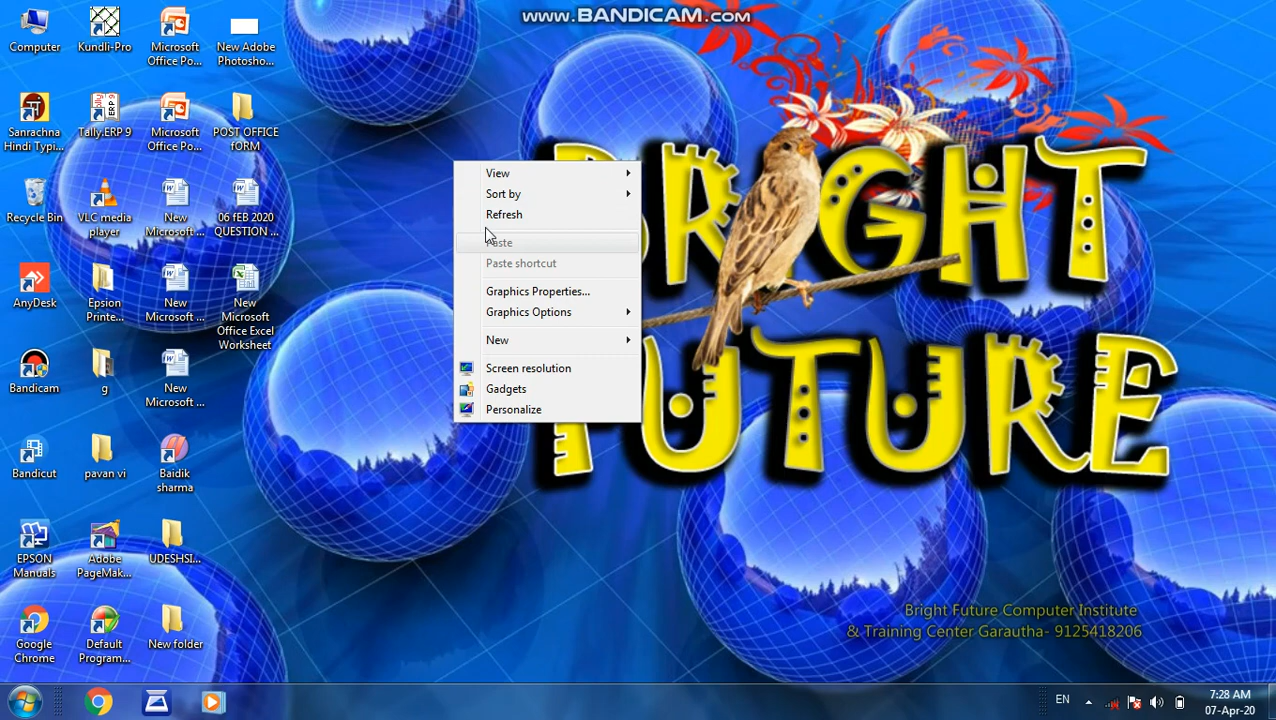 www.BANDICAM.com
Computer
Kundli-Pro
Microsoft
Office Po...
New Adobe
Photosho...
Sanrachna
Hindi Typi...
Tally.ERP 9
Microsoft
Office Po...
POST OFFICE
fORM
Recycle Bin
VLC media
player
New
Microsoft ...
06 fEB 2020
QUESTION ...
AnyDesk
Epson
Printe...
New
Microsoft ...
New
Microsoft
Office Excel
Worksheet
Bandicam
g
New
Microsoft ...
Bandicut
pavan vi
Baidik
sharma
EPSON
Manuals
Adobe
PageMak...
UDESHSI...
Google
Chrome
Default
Program...
New folder
View
Sort by
Refresh
Paste
Paste shortcut
Graphics Properties...
Graphics Options
New
Screen resolution
Gadgets
Personalize
BRIGHT
FUTURE
Bright Future Computer Institute
& Training Center Garautha- 9125418206
EN
7:28 AM
07-Apr-20